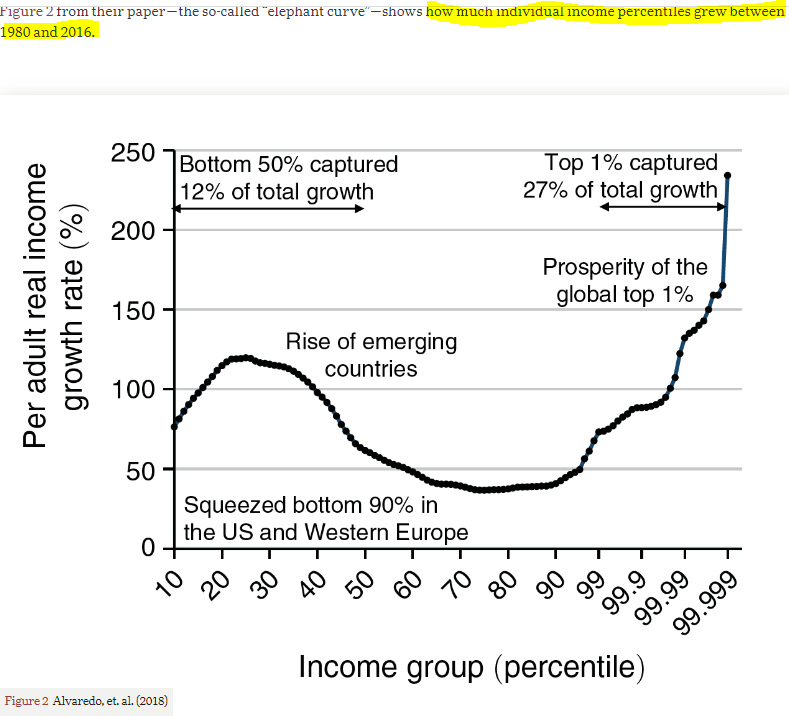 Figure 2 from their paper—the so-called "elephant curve"—shows how much individual income percentiles grew between
1980 and 2016.
Per adult real income
growth rate (%)
250
200
150
100
50
0
Bottom 50% captured
12% of total growth
Top 1% captured
27% of total growth
Prosperity of the
global top 1%
Rise of emerging
countries
Squeezed bottom 90% in
the US and Western Europe
10
20
30
40
50
60
70
80
90
99
99.9
99.99
99.999
Income group (percentile)
Figure 2 Alvaredo, et. al. (2018)